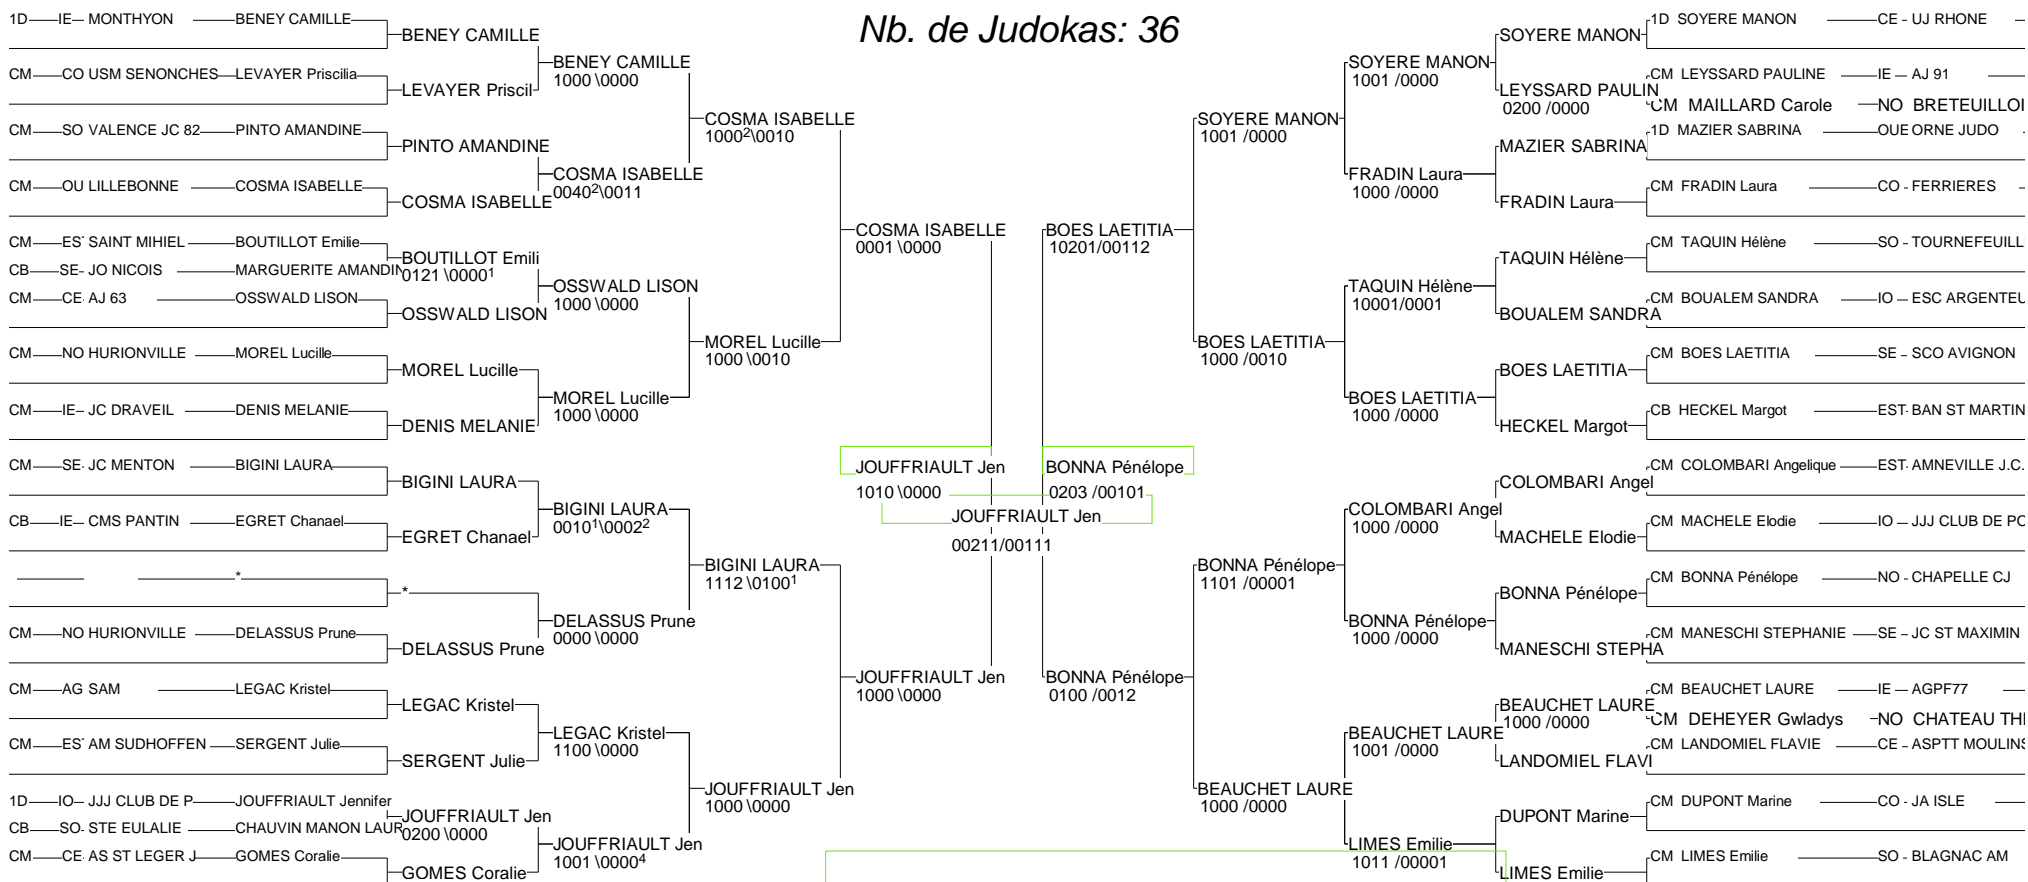 Nb. de Judokas: 36
1D IE MONTHYON BENEY CAMILLE
CM CO USM SENONCHES LEVAYER Priscilia
CM SO VALENCE JC 82 PINTO AMANDINE
CM OU LILLEBONNE COSMA ISABELLE
CM ES SAINT MIHIEL BOUTILLOT Emilie
CB SE JO NICOIS MARGUERITE AMANDIN
CM CE AJ 63 OSSWALD LISON
CM NO HURIONVILLE MOREL Lucille
CM IE JC DRAVEIL DENIS MELANIE
CM SE JC MENTON BIGINI LAURA
CB IE CMS PANTIN EGRET Chanael
*
CM NO HURIONVILLE DELASSUS Prune
CM AG SAM LEGAC Kristel
CM ES AM SUDHOFFEN SERGENT Julie
1D IO JJJ CLUB DE P JOUFFRIAULT Jennifer
CB SO STE EULALIE CHAUVIN MANON LAUR
CM CE AS ST LEGER J GOMES Coralie
BENEY CAMILLE
LEVAYER Priscil
PINTO AMANDINE
COSMA ISABELLE
BOUTILLOT Emili
0121 \0000¹
OSSWALD LISON
MOREL Lucille
DENIS MELANIE
BIGINI LAURA
EGRET Chanael
*
DELASSUS Prune
LEGAC Kristel
SERGENT Julie
JOUFFRIAULT Jen
0200 \0000
GOMES Coralie
BENEY CAMILLE
1000 \0000
COSMA ISABELLE
0040²\0011
OSSWALD LISON
1000 \0000
MOREL Lucille
1000 \0000
BIGINI LAURA
0010¹\0002²
DELASSUS Prune
0000 \0000
LEGAC Kristel
1100 \0000
JOUFFRIAULT Jen
1001 \0000⁴
COSMA ISABELLE
1000²\0010
MOREL Lucille
1000 \0010
BIGINI LAURA
1112 \0100¹
JOUFFRIAULT Jen
1000 \0000
COSMA ISABELLE
0001 \0000
JOUFFRIAULT Jen
1000 \0000
JOUFFRIAULT Jen
1010 \0000
BONNA Pénélope
0203 /00101
JOUFFRIAULT Jen
00211/00111
BOES LAETITIA
10201/00112
BONNA Pénélope
0100 /0012
SOYERE MANON
1001 /0000
BOES LAETITIA
1000 /0010
BONNA Pénélope
1101 /00001
BEAUCHET LAURE
1000 /0000
SOYERE MANON
1001 /0000
FRADIN Laura
1000 /0000
TAQUIN Hélène
10001/0001
BOES LAETITIA
1000 /0000
COLOMBARI Angel
1000 /0000
BONNA Pénélope
1000 /0000
BEAUCHET LAURE
1001 /0000
LIMES Emilie
1011 /00001
SOYERE MANON
LEYSSARD PAULIN
0200 /0000
MAZIER SABRINA
FRADIN Laura
TAQUIN Hélène
BOUALEM SANDRA
BOES LAETITIA
HECKEL Margot
COLOMBARI Angel
MACHELE Elodie
BONNA Pénélope
MANESCHI STEPHA
BEAUCHET LAURE
1000 /0000
LANDOMIEL FLAVI
DUPONT Marine
LIMES Emilie
1D SOYERE MANON CE - UJ RHONE
CM LEYSSARD PAULINE IE AJ 91
CM MAILLARD Carole NO BRETEUILLOI
1D MAZIER SABRINA OUE ORNE JUDO
CM FRADIN Laura CO - FERRIERES
CM TAQUIN Hélène SO - TOURNEFEUILL
CM BOUALEM SANDRA IO ESC ARGENTEU
CM BOES LAETITIA SE - SCO AVIGNON
CB HECKEL Margot EST BAN ST MARTIN
CM COLOMBARI Angelique EST AMNEVILLE J.C.
CM MACHELE Elodie IO JJJ CLUB DE PO
CM BONNA Pénélope NO - CHAPELLE CJ
CM MANESCHI STEPHANIE SE - JC ST MAXIMIN
CM BEAUCHET LAURE IE AGPF77
CM DEHEYER Gwladys NO CHATEAU THI
CM LANDOMIEL FLAVIE CE - ASPTT MOULINS
CM DUPONT Marine CO - JA ISLE
CM LIMES Emilie SO - BLAGNAC AM